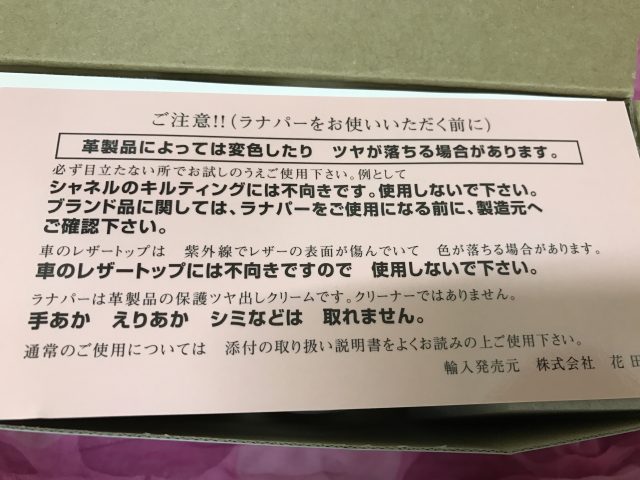 ご注意!!(ラナパーをお使いいただく前に)
革製品によっては変色したり ツヤが落ちる場合があります。
必ず目立たない所でお試しのうえご使用下さい。例として
シャネルのキルティングには不向きです。使用しないで下さい。
ブランド品に関しては、ラナパーをご使用になる前に、製造元へ
ご確認下さい。
車のレザートップは 紫外線でレザーの表面が傷んでいて 色が落ちる場合があります。
車のレザートップには不向きですので 使用しないで下さい。
ラナパーは革製品の保護ツヤ出しクリームです。クリーナーではありません。
手あか えりあか シミなどは 取れません。
通常のご使用については 添付の取り扱い説明書をよくお読みの上ご使用下さい。
輸入発売元 株式会社 花田